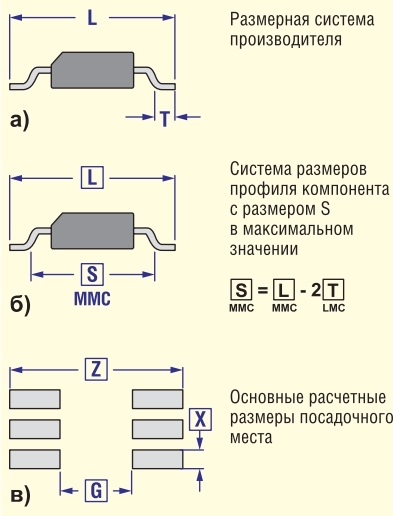 L
Размерная система
производителя
а)
T
Система размеров
профиля компонента
с размером S
в максимальном
значении
L
S
MMC
б)
S = L - 2 T
MMC MMC LMC
Z
Основные расчетные
размеры посадочного
места
X
G
в)